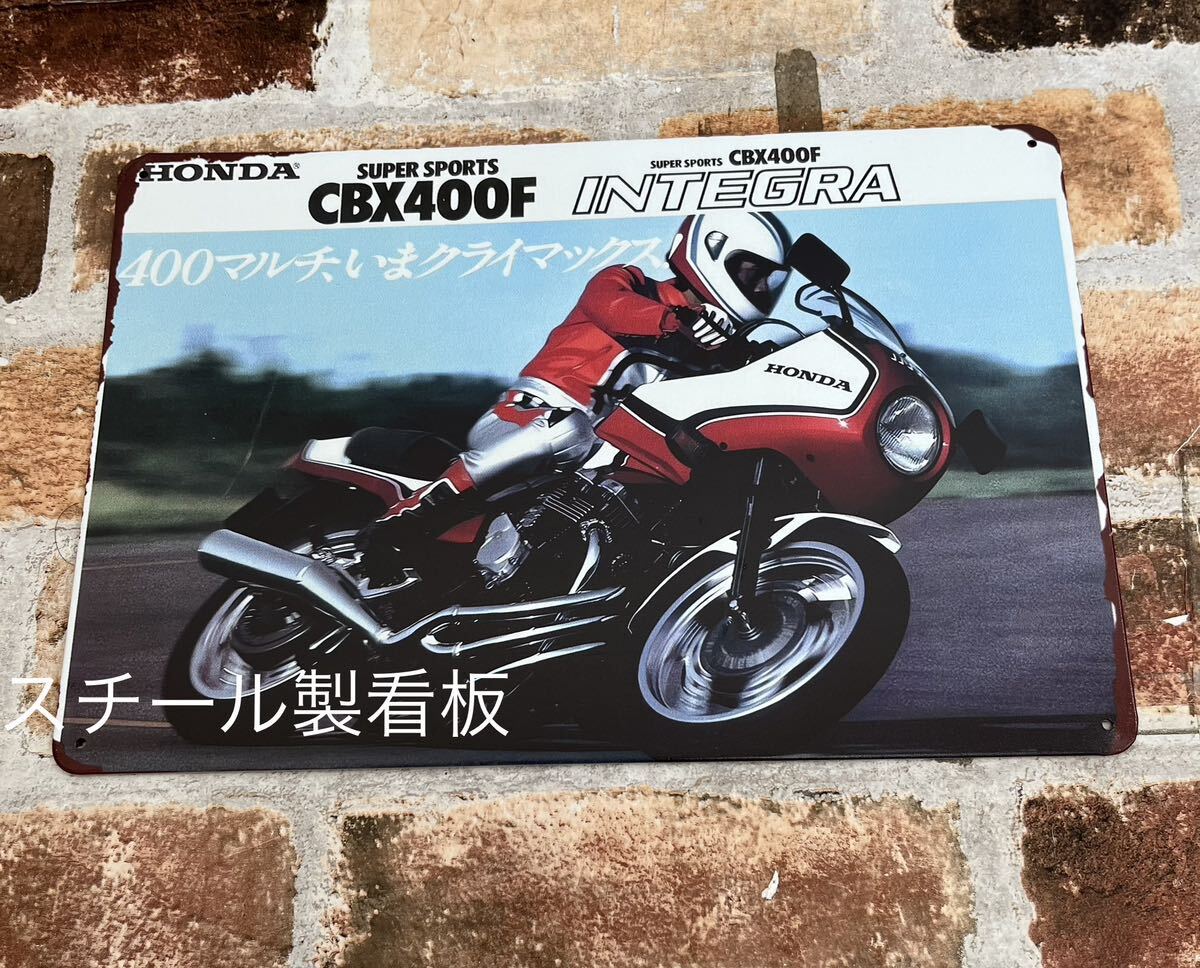 HONDA®
SUPER SPORTS
CBX400F
SUPER SPORTS CBX400F
INTEGRA
400マルチ、いまクライマックス。
HONDA
スチール製看板